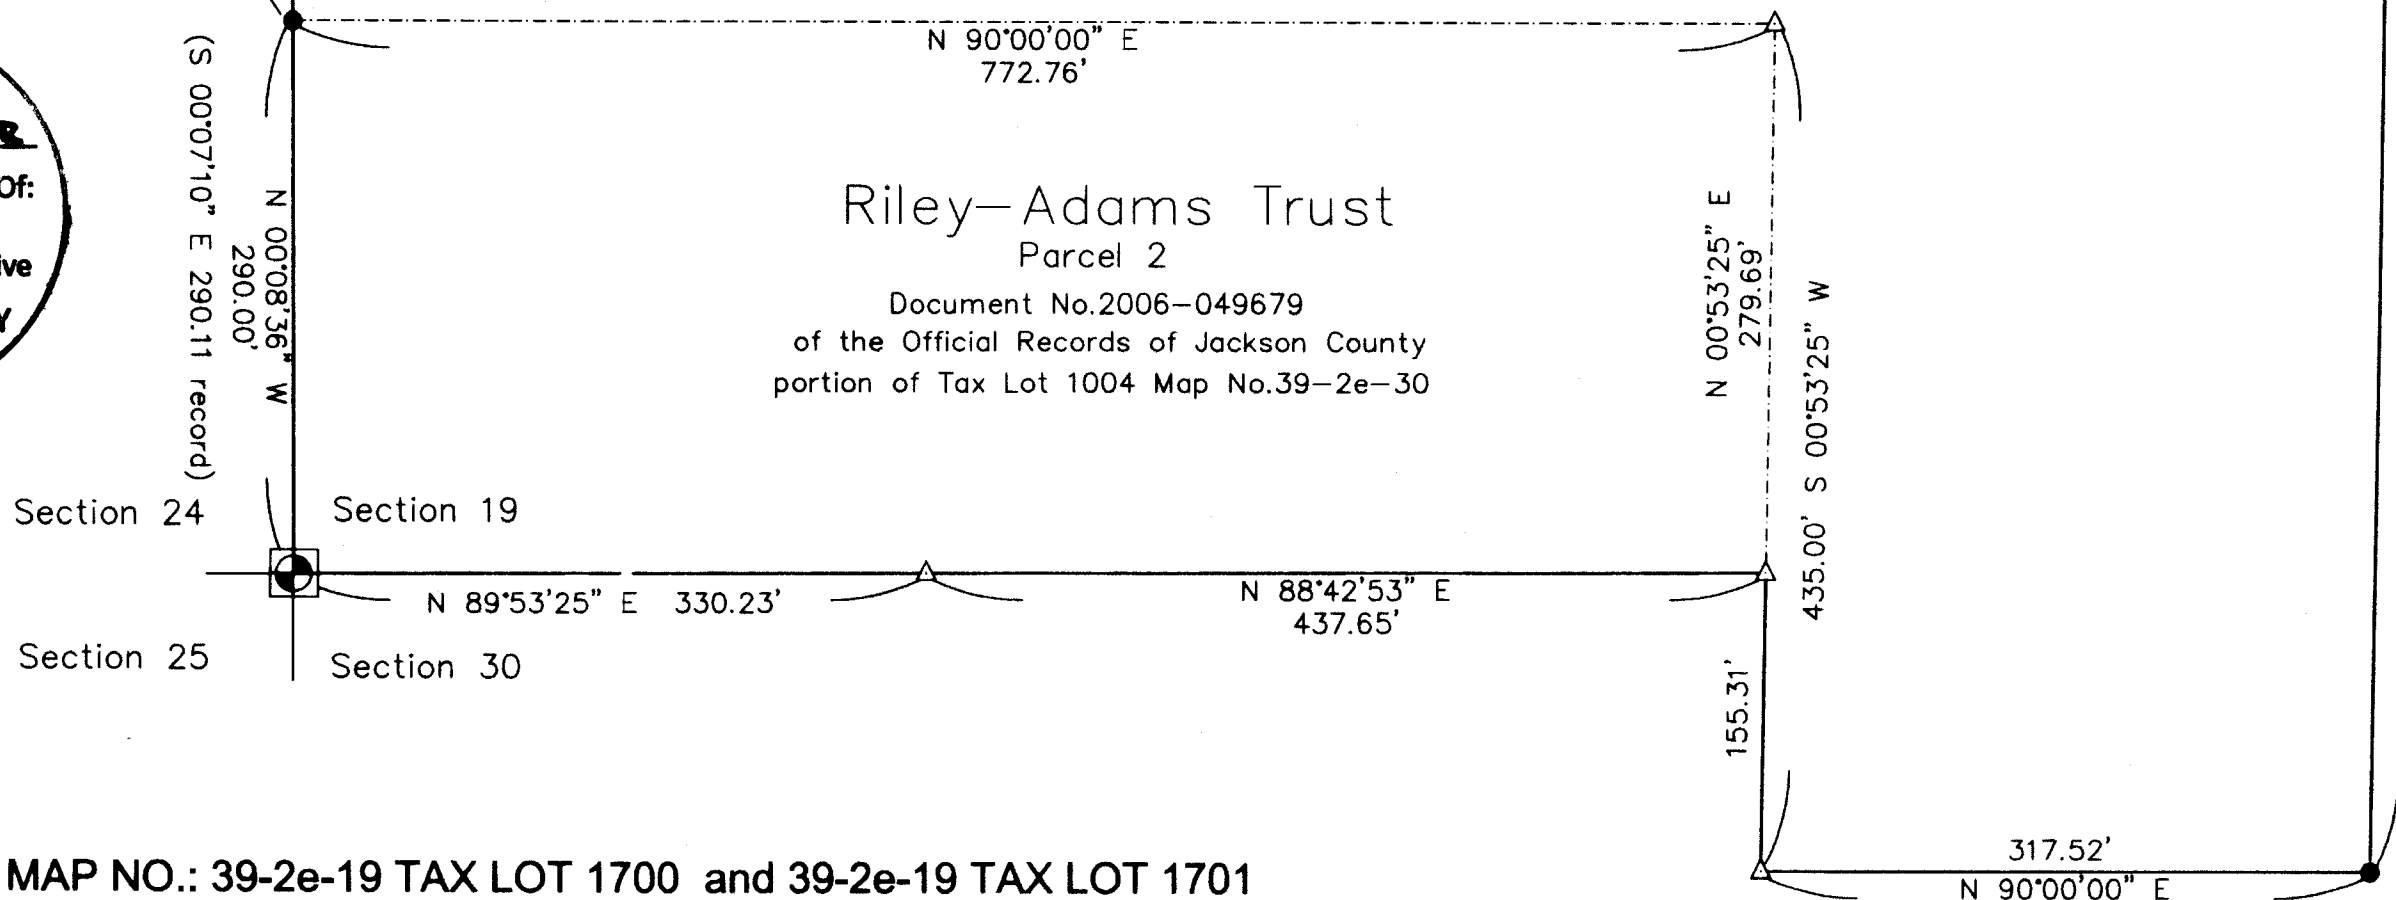 N 90°00'00" E
772.76'
(S 00°07'10" E 290.11 record)
N 00°08'36" W
290.00'
Of:
Riley-Adams Trust
Parcel 2
Document No.2006-049679
of the Official Records of Jackson County
portion of Tax Lot 1004 Map No.39-2e-30
N 00°53'25" E
279.69'
435.00' S 00°53'25" W
Section 24
Section 19
N 89°53'25" E 330.23'
N 88°42'53" E
437.65'
Section 25
Section 30
155.31'
317.52'
N 90°00'00" E
MAP NO.: 39-2e-19 TAX LOT 1700 and 39-2e-19 TAX LOT 1701